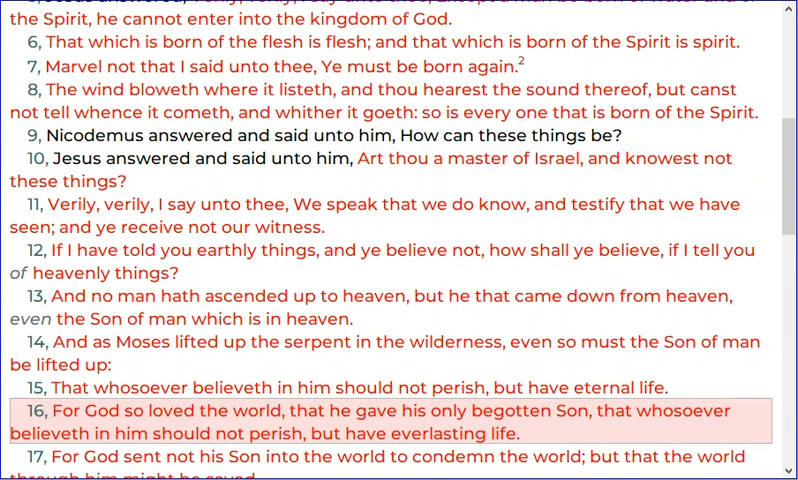 the Spirit, he cannot enter into the kingdom of God.
6, That which is born of the flesh is flesh; and that which is born of the Spirit is spirit.
7, Marvel not that I said unto thee, Ye must be born again.2
8, The wind bloweth where it listeth, and thou hearest the sound thereof, but canst
not tell whence it cometh, and whither it goeth: so is every one that is born of the Spirit.
9, Nicodemus answered and said unto him, How can these things be?
10, Jesus answered and said unto him, Art thou a master of Israel, and knowest not
these things?
11, Verily, verily, I say unto thee, We speak that we do know, and testify that we have
seen; and ye receive not our witness.
12, If I have told you earthly things, and ye believe not, how shall ye believe, if I tell you
of heavenly things?
13, And no man hath ascended up to heaven, but he that came down from heaven,
even the Son of man which is in heaven.
14, And as Moses lifted up the serpent in the wilderness, even so must the Son of man
be lifted up:
15, That whosoever believeth in him should not perish, but have eternal life.
16, For God so loved the world, that he gave his only begotten Son, that whosoever
believeth in him should not perish, but have everlasting life.
17, For God sent not his Son into the world to condemn the world; but that the world
through him might be saved.